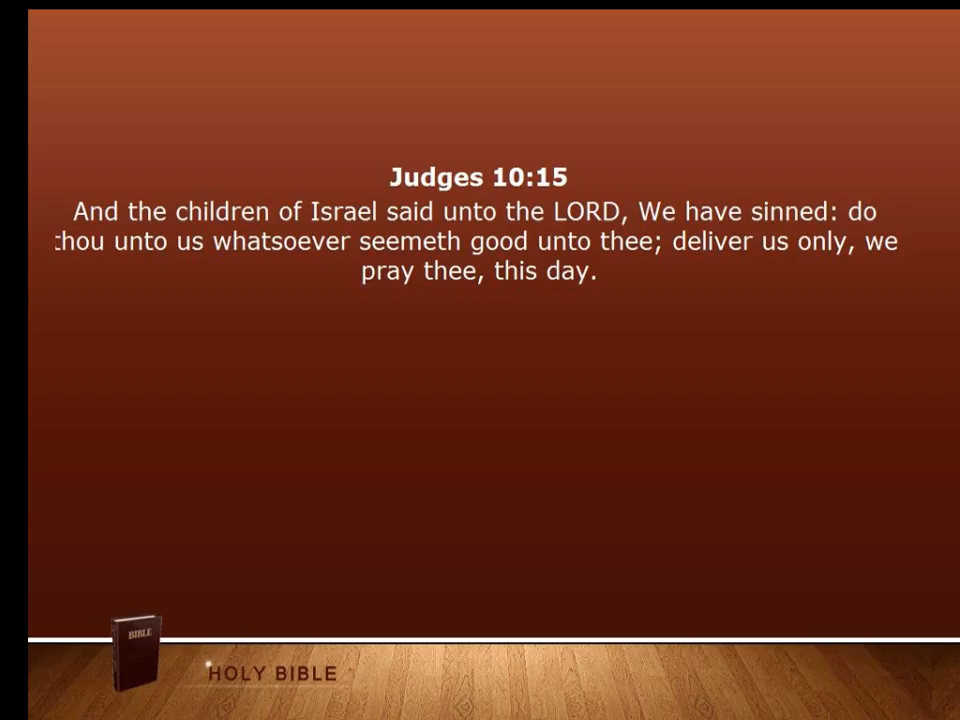 Judges 10:15
And the children of Israel said unto the LORD, We have sinned: do
thou unto us whatsoever seemeth good unto thee; deliver us only, we
pray thee, this day.
BIBLE
HOLY BIBLE